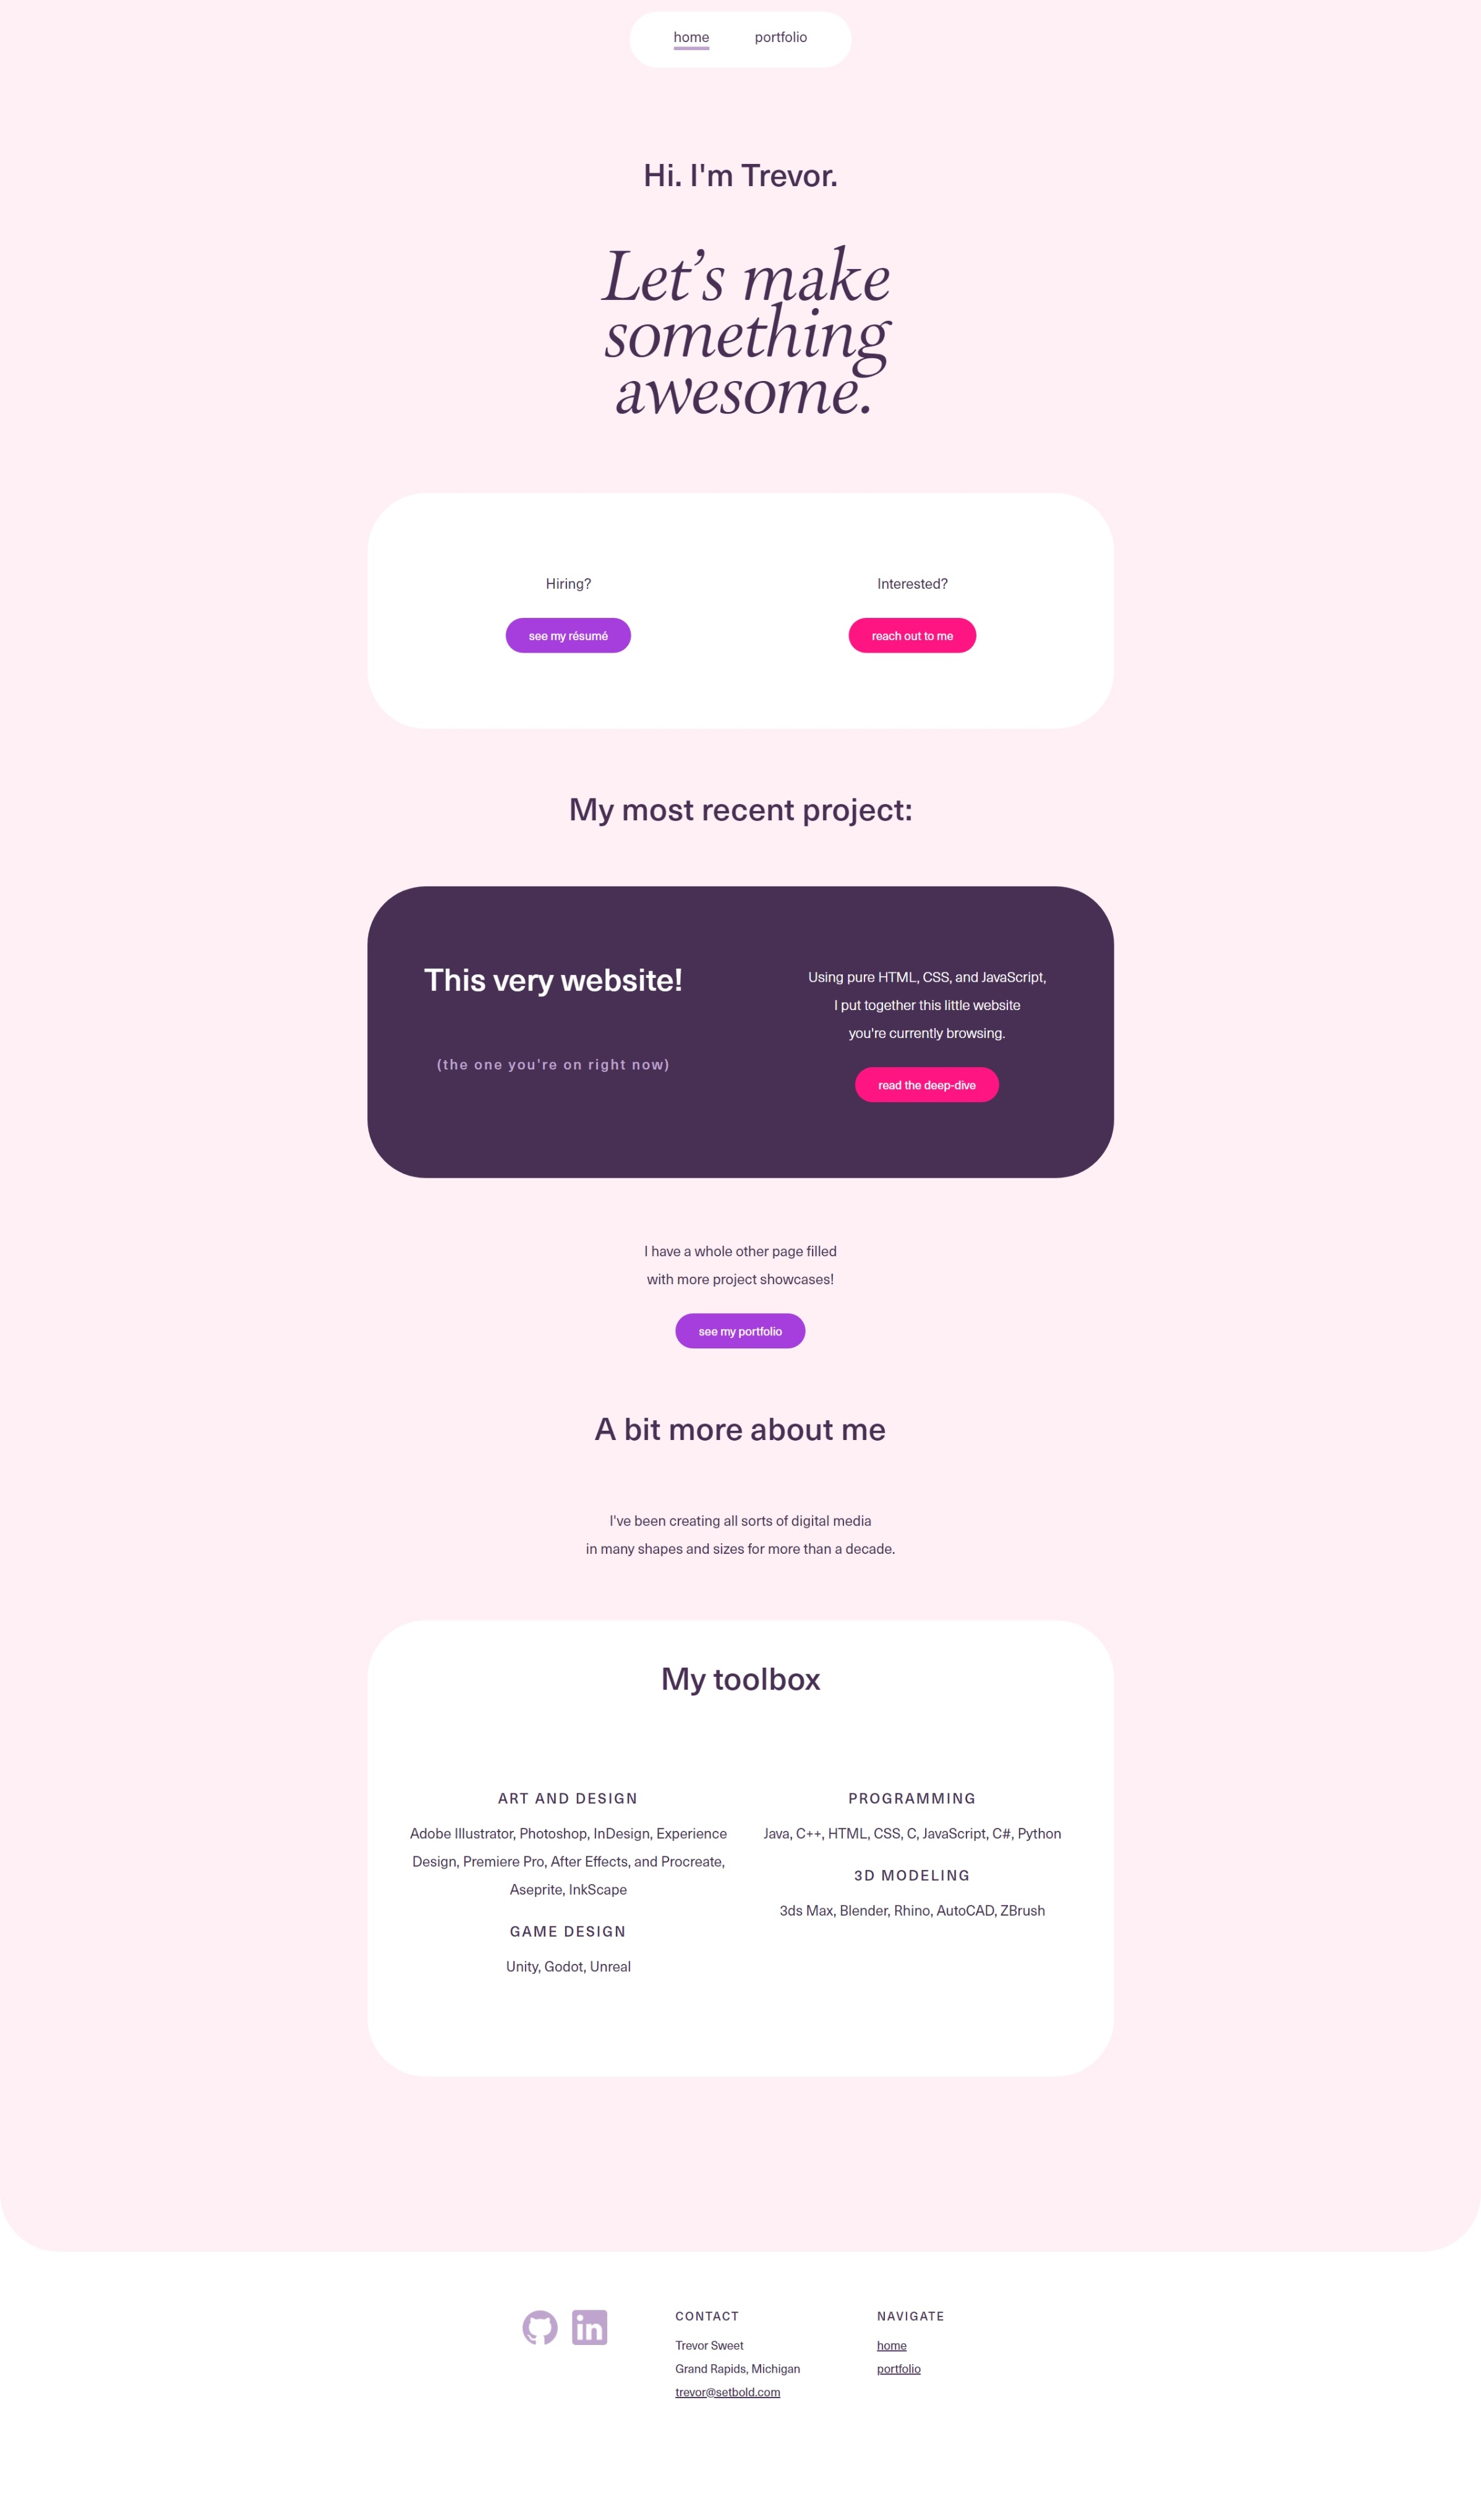 home
portfolio
Hi. I'm Trevor.
Let’s make
something
awesome.
Hiring?
see my résumé
Interested?
reach out to me
My most recent project:
This very website!
(the one you're on right now)
Using pure HTML, CSS, and JavaScript,
I put together this little website
you're currently browsing.
read the deep-dive
I have a whole other page filled
with more project showcases!
see my portfolio
A bit more about me
I've been creating all sorts of digital media
in many shapes and sizes for more than a decade.
My toolbox
ART AND DESIGN
Adobe Illustrator, Photoshop, InDesign, Experience
Design, Premiere Pro, After Effects, and Procreate,
Aseprite, InkScape
GAME DESIGN
Unity, Godot, Unreal
PROGRAMMING
Java, C++, HTML, CSS, C, JavaScript, C#, Python
3D MODELING
3ds Max, Blender, Rhino, AutoCAD, ZBrush
in
CONTACT
Trevor Sweet
Grand Rapids, Michigan
trevor@setbold.com
NAVIGATE
home
portfolio